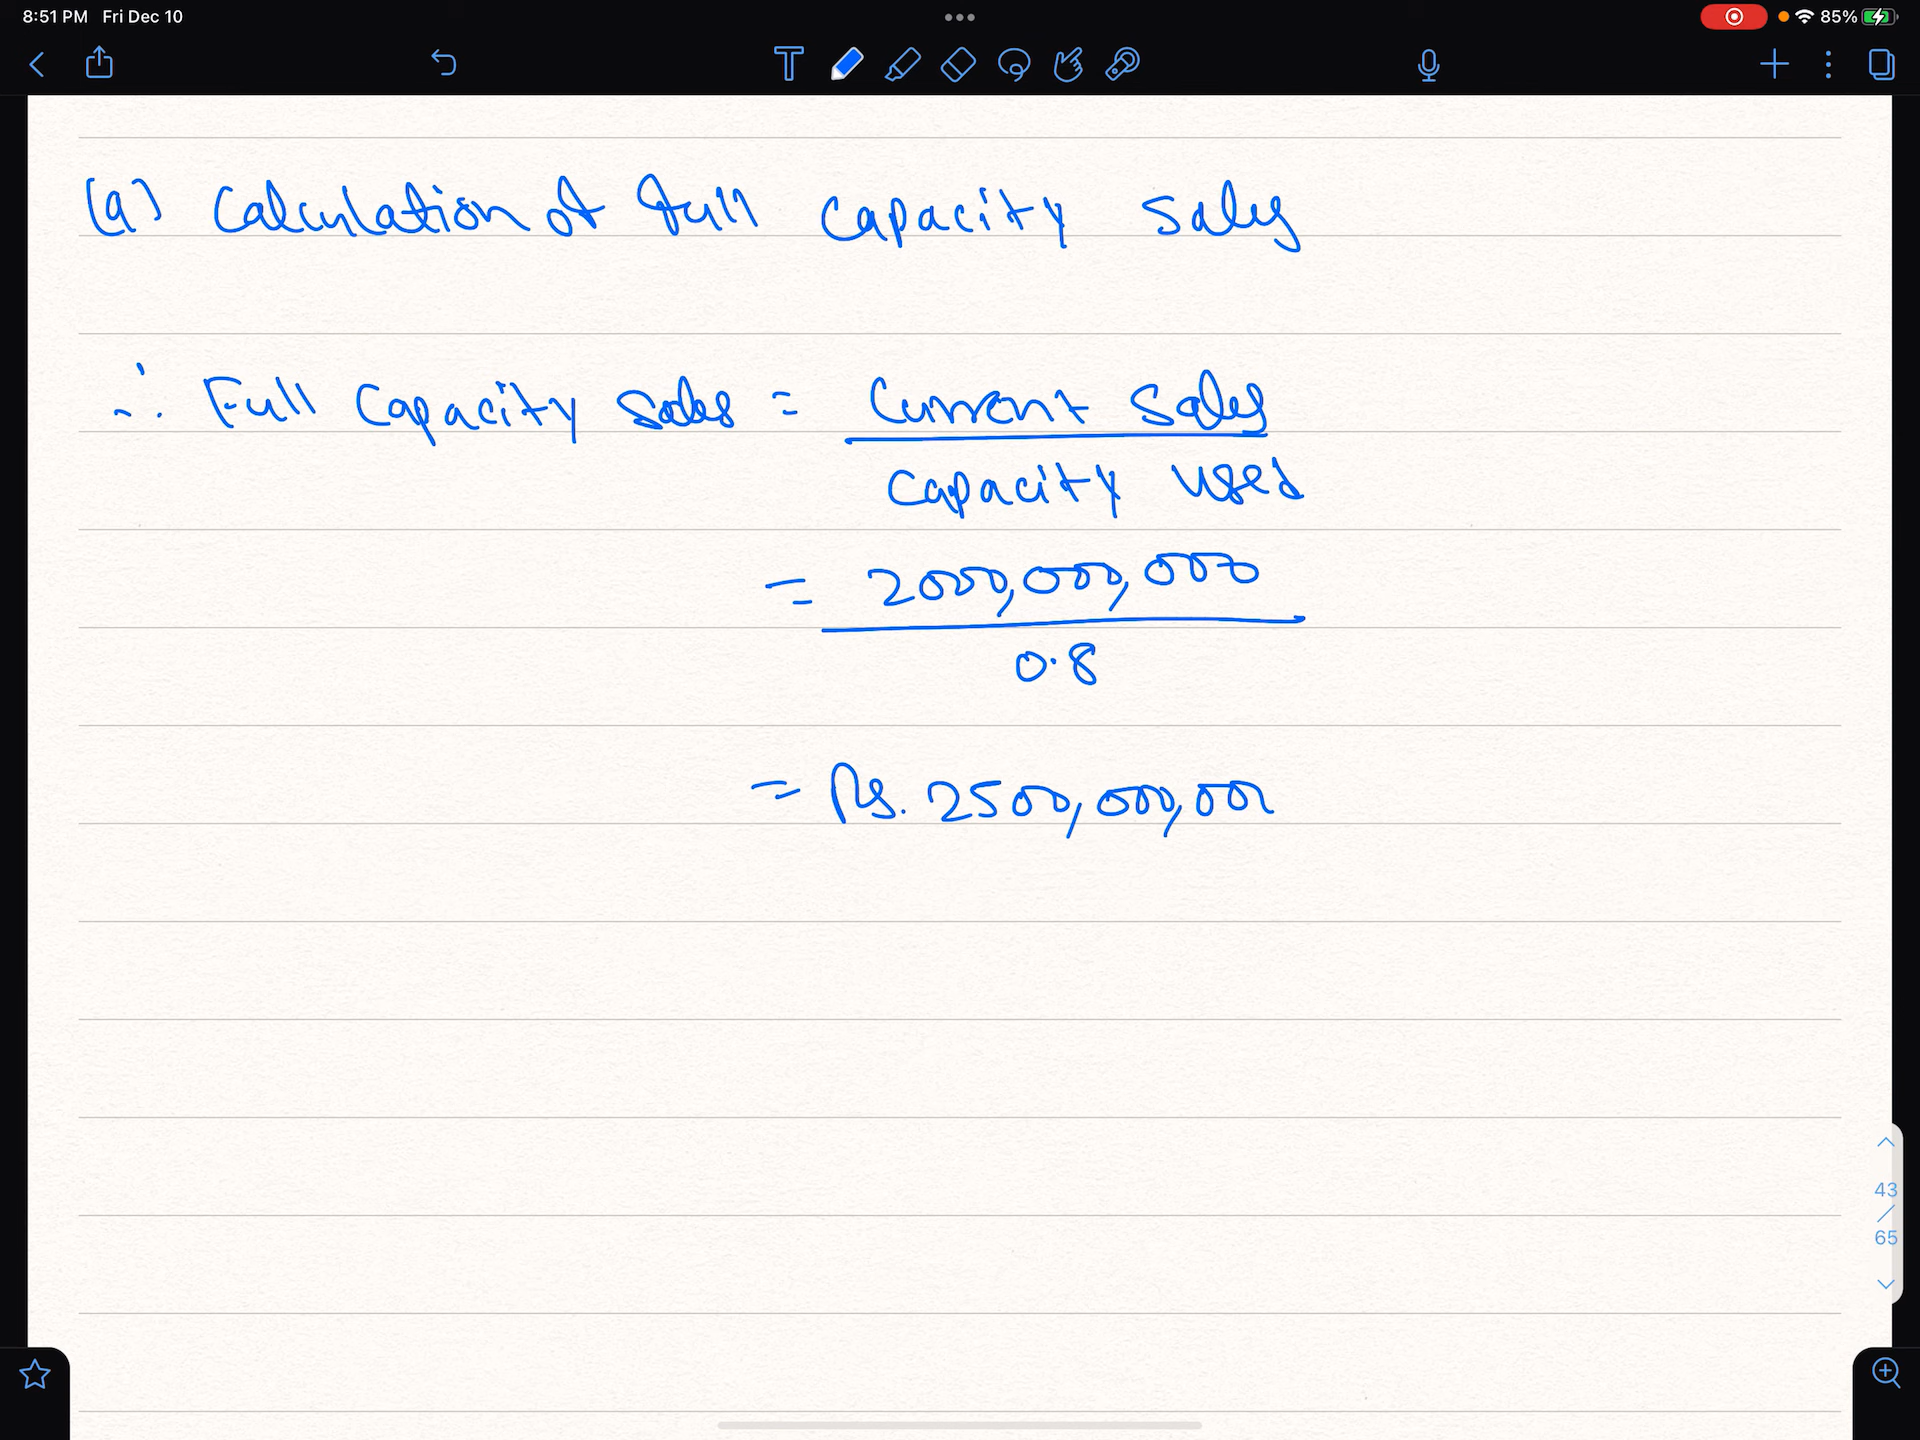 8:51 PM Fri Dec 10
85%
(a) Calculation of full capacity sales
∴ Full Capacity Sales = Current Sales
Capacity used
= 2000,000,000
0.8
= Rs. 2500,000,000
43
65